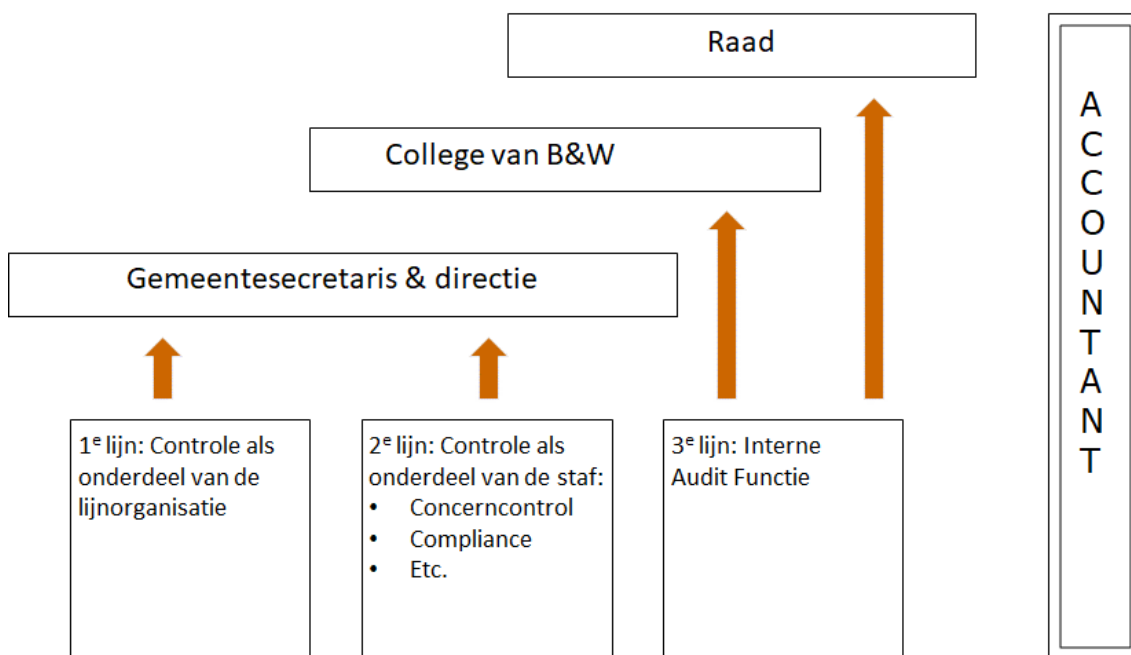 Raad
College van B&W
Gemeentesecretaris & directie
1e lijn: Controle als
onderdeel van de
lijnorganisatie
2e lijn: Controle als
onderdeel van de staf:
• Concerncontrol
• Compliance
• Etc.
3e lijn: Interne
Audit Functie
ACCOUNTANT